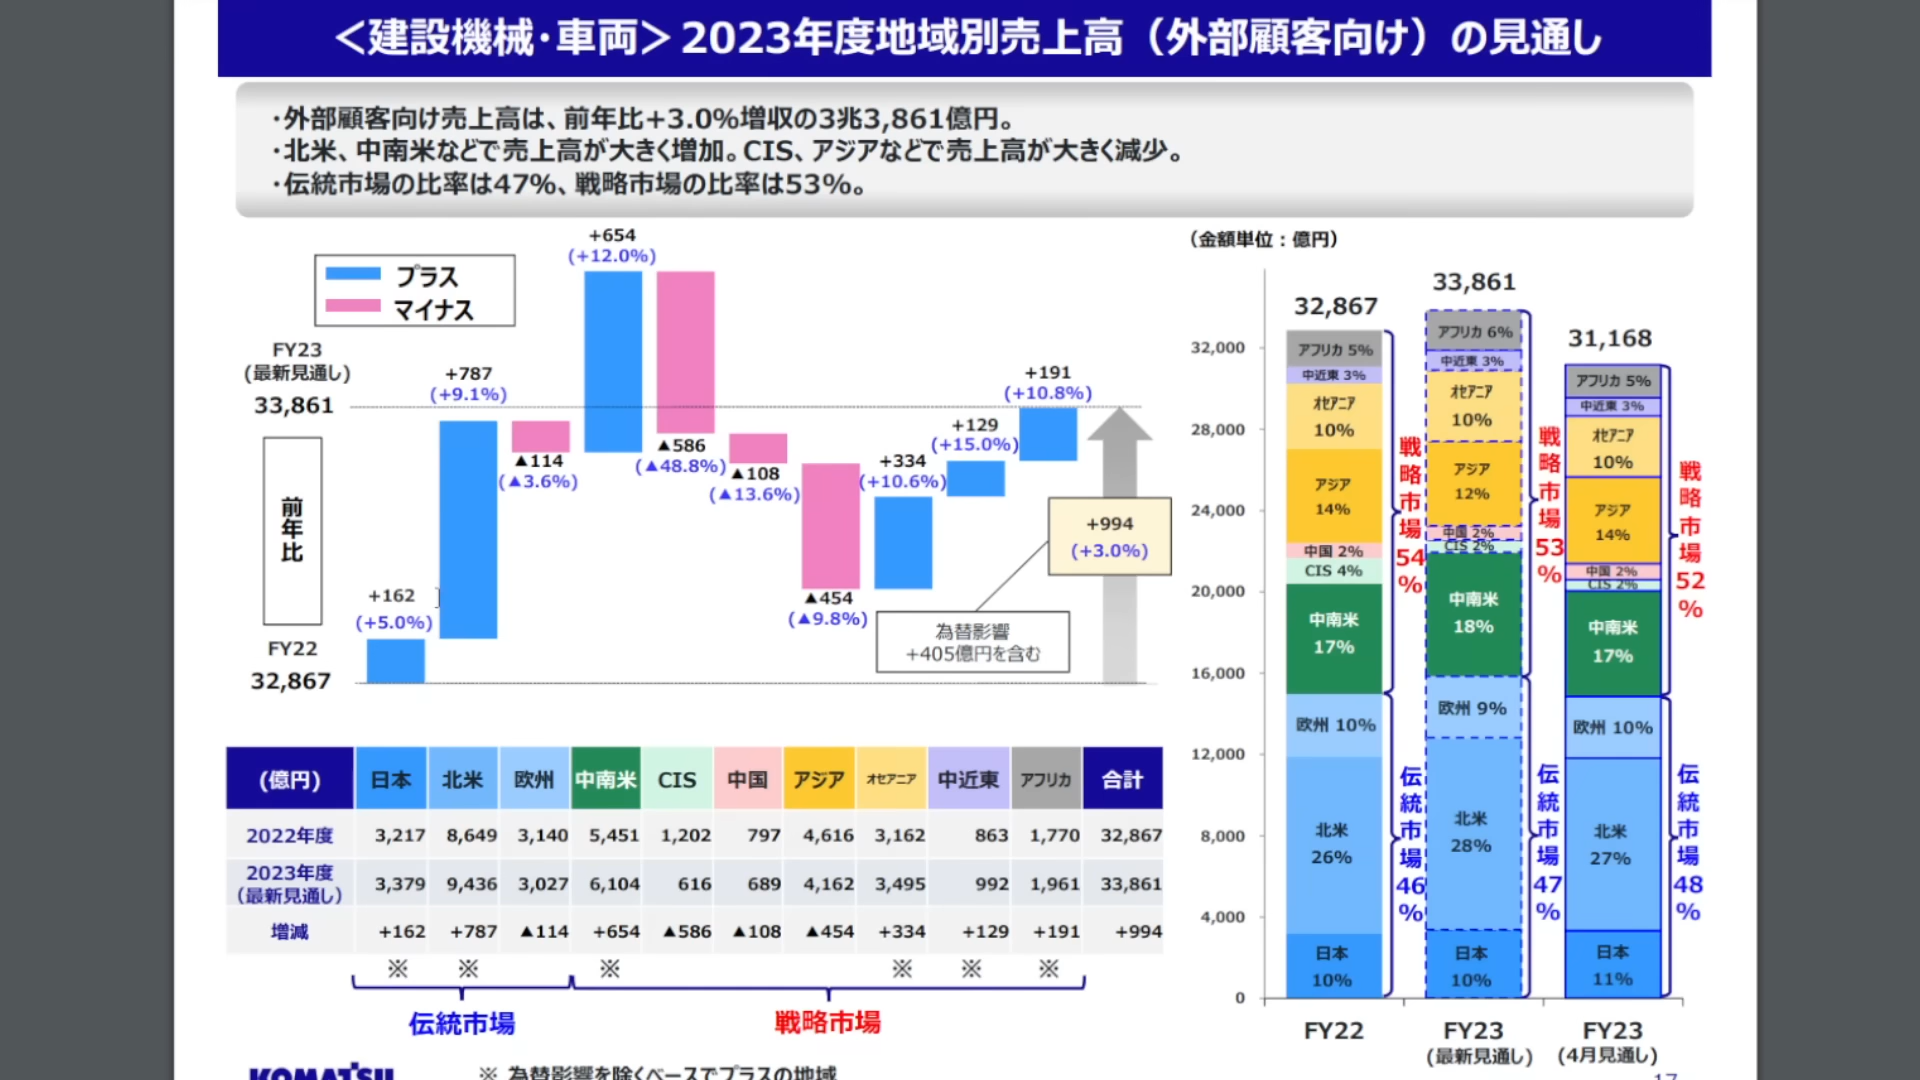 ＜建設機械･車両＞2023年度地域別売上高（外部顧客向け）の見通し
･外部顧客向け売上高は、前年比+3.0%増収の3兆3,861億円。
･北米、中南米などで売上高が大きく増加。CIS、アジアなどで売上高が大きく減少。
･伝統市場の比率は47%、戦略市場の比率は53%。
プラス
マイナス
FY23
(最新見通し)
33,861
前年比
FY22
32,867
+162
(+5.0%)
+787
(+9.1%)
▲114
(▲3.6%)
+654
(+12.0%)
▲586
(▲48.8%)
▲108
(▲13.6%)
▲454
(▲9.8%)
+334
(+10.6%)
+129
(+15.0%)
+191
(+10.8%)
+994
(+3.0%)
為替影響
+405億円を含む
(億円) 日本 北米 欧州 中南米 CIS 中国 アジア オセアニア 中近東 アフリカ 合計
2022年度 3,217 8,649 3,140 5,451 1,202 797 4,616 3,162 863 1,770 32,867
2023年度
(最新見通し) 3,379 9,436 3,027 6,104 616 689 4,162 3,495 992 1,961 33,861
増減 +162 +787 ▲114 +654 ▲586 ▲108 ▲454 +334 +129 +191 +994
※ ※ ※ ※ ※ ※
伝統市場 戦略市場
KOMATSU
※ 為替影響を除くベースでプラスの地域
（金額単位：億円）
32,000
28,000
24,000
20,000
16,000
12,000
8,000
4,000
0
32,867
アフリカ 5%
中近東 3%
オセアニア
10%
アジア
14%
中国 2%
CIS 4%
中南米
17%
欧州 10%
北米
26%
日本
10%
戦略市場54%
伝統市場46%
FY22
33,861
アフリカ 6%
中近東 3%
オセアニア
10%
アジア
12%
中国 2%
CIS 2%
中南米
18%
欧州 9%
北米
28%
日本
10%
戦略市場53%
伝統市場47%
FY23
(最新見通し)
31,168
アフリカ 5%
中近東 3%
オセアニア
10%
アジア
14%
中国 2%
CIS 2%
中南米
17%
欧州 10%
北米
27%
日本
11%
戦略市場52%
伝統市場48%
FY23
(4月見通し)
17